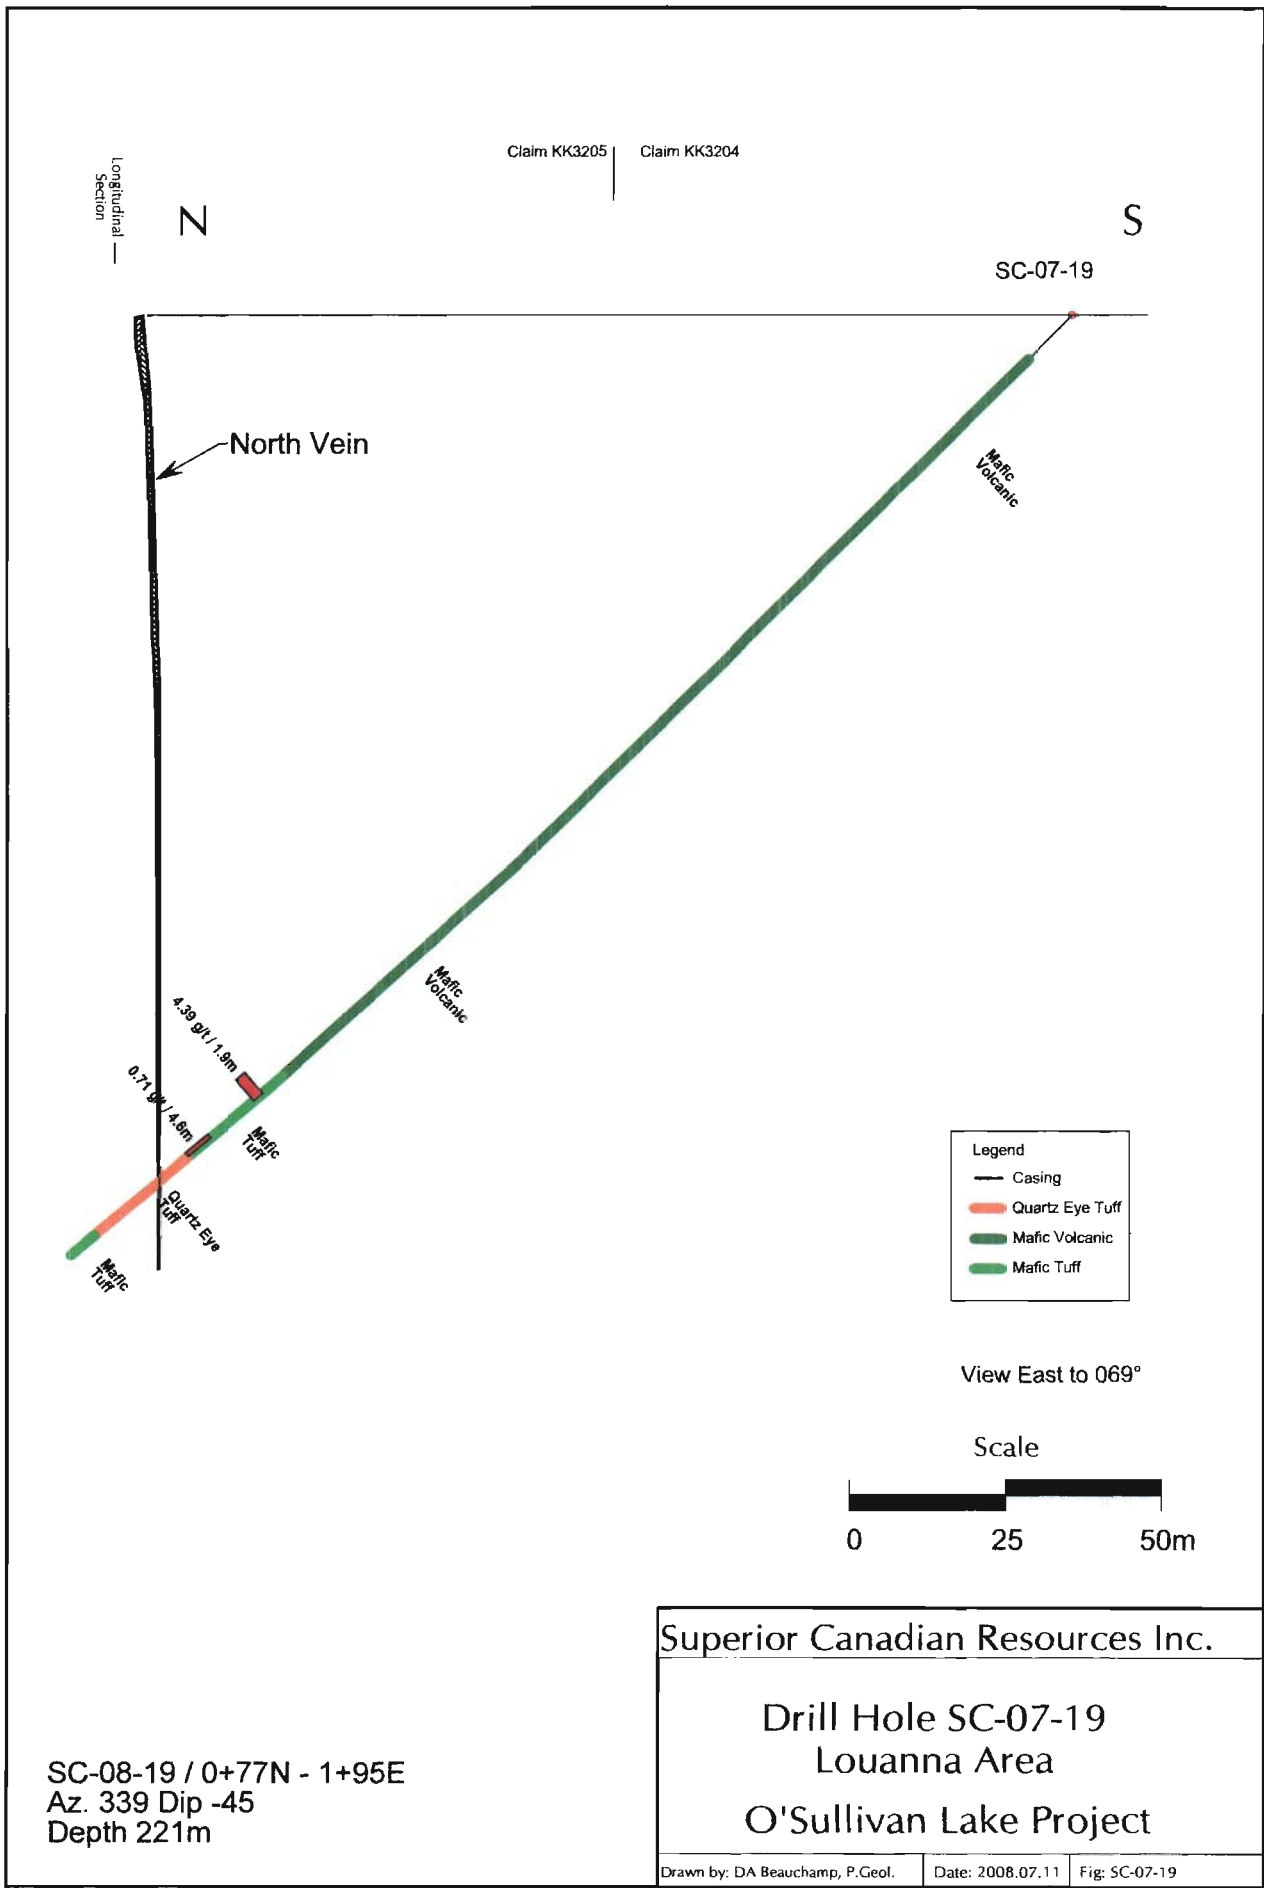 Claim KK3205
Claim KK3204
Longitudinal
Section
N
S
SC-07-19
North Vein
Mafic
Volcanic
Mafic
Volcanic
4.39 g/t / 1.9m
0.71 g/t / 4.6m
Mafic
Tuff
Quartz Eye
Tuff
Mafic
Tuff
Legend
Casing
Quartz Eye Tuff
Mafic Volcanic
Mafic Tuff
View East to 069°
Scale
0 25 50m
Superior Canadian Resources Inc.
Drill Hole SC-07-19
Louanna Area
O'Sullivan Lake Project
SC-08-19 / 0+77N - 1+95E
Az. 339 Dip -45
Depth 221m
Drawn by: DA Beauchamp, P.Geol. Date: 2008.07.11 Fig: SC-07-19